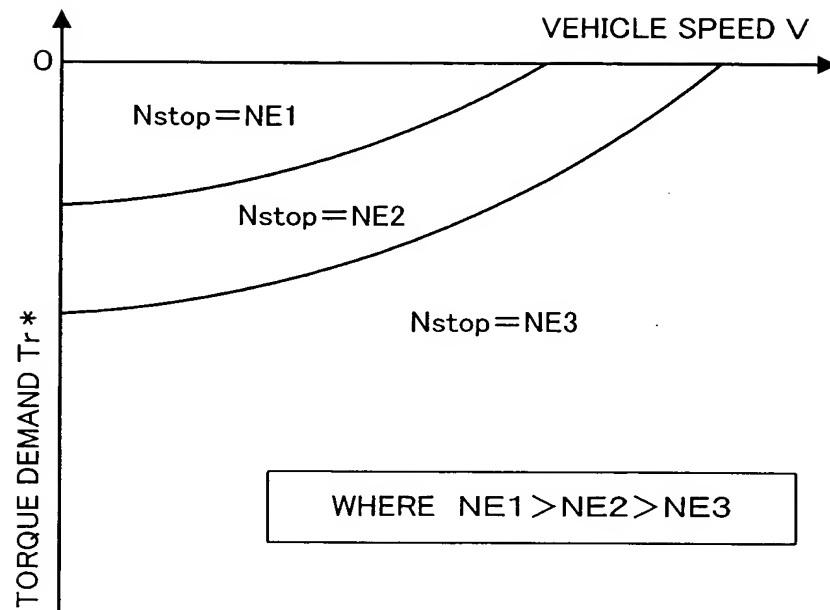 VEHICLE SPEED V
0
Nstop=NE1
Nstop=NE2
Nstop=NE3
TORQUE DEMAND Tr*
WHERE NE1>NE2>NE3